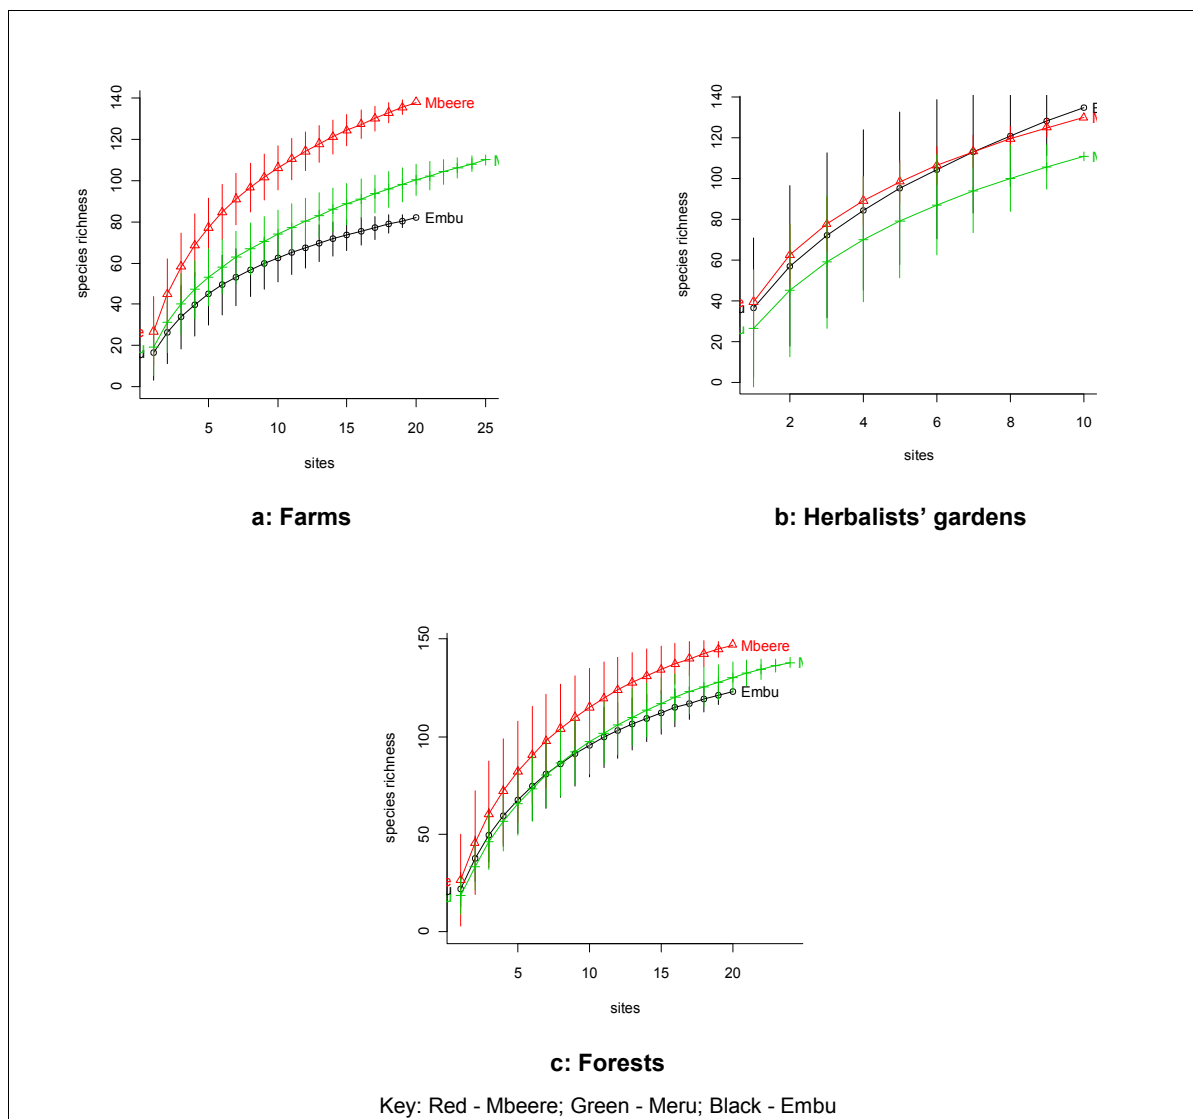 140
120
100
80
60
40
20
0
species richness
Mbeere
Embu
5
10
15
20
25
sites
a: Farms
140
120
100
80
60
40
20
0
species richness
2
4
6
8
10
sites
b: Herbalists’ gardens
150
100
50
0
species richness
Mbeere
Embu
5
10
15
20
sites
c: Forests
Key: Red - Mbeere; Green - Meru; Black - Embu